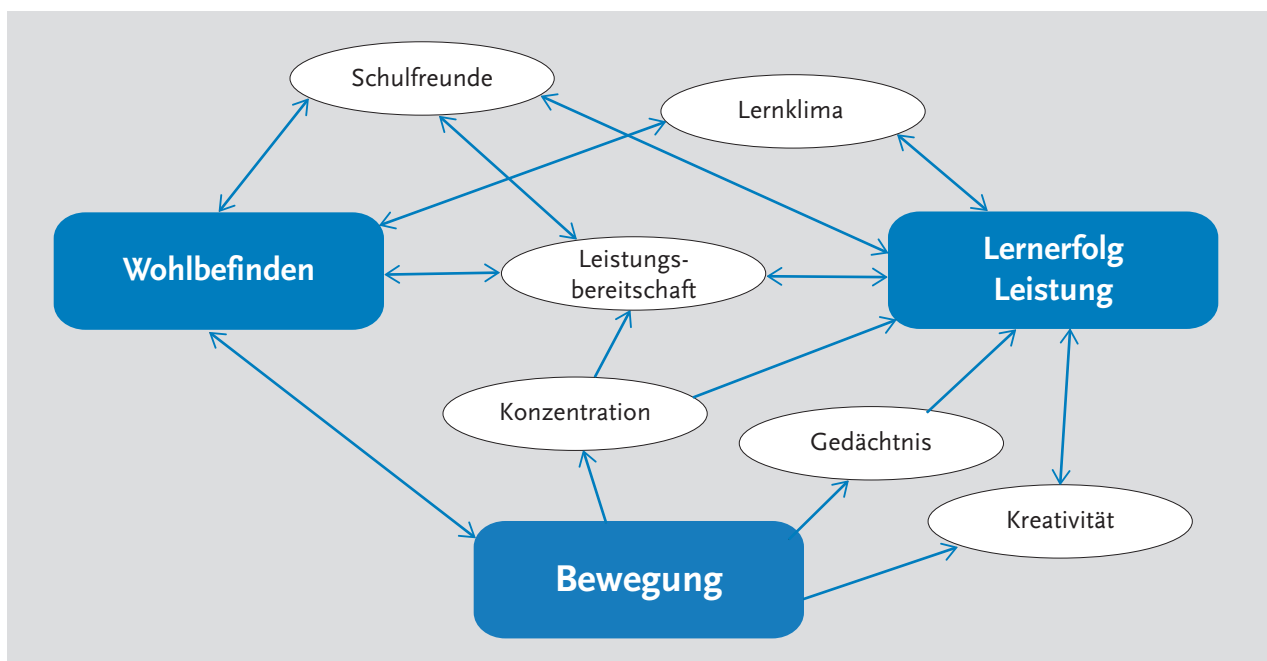 Schulfreunde
Lernklima
Wohlbefinden
Leistungs-
bereitschaft
Lernerfolg
Leistung
Konzentration
Gedächtnis
Kreativität
Bewegung